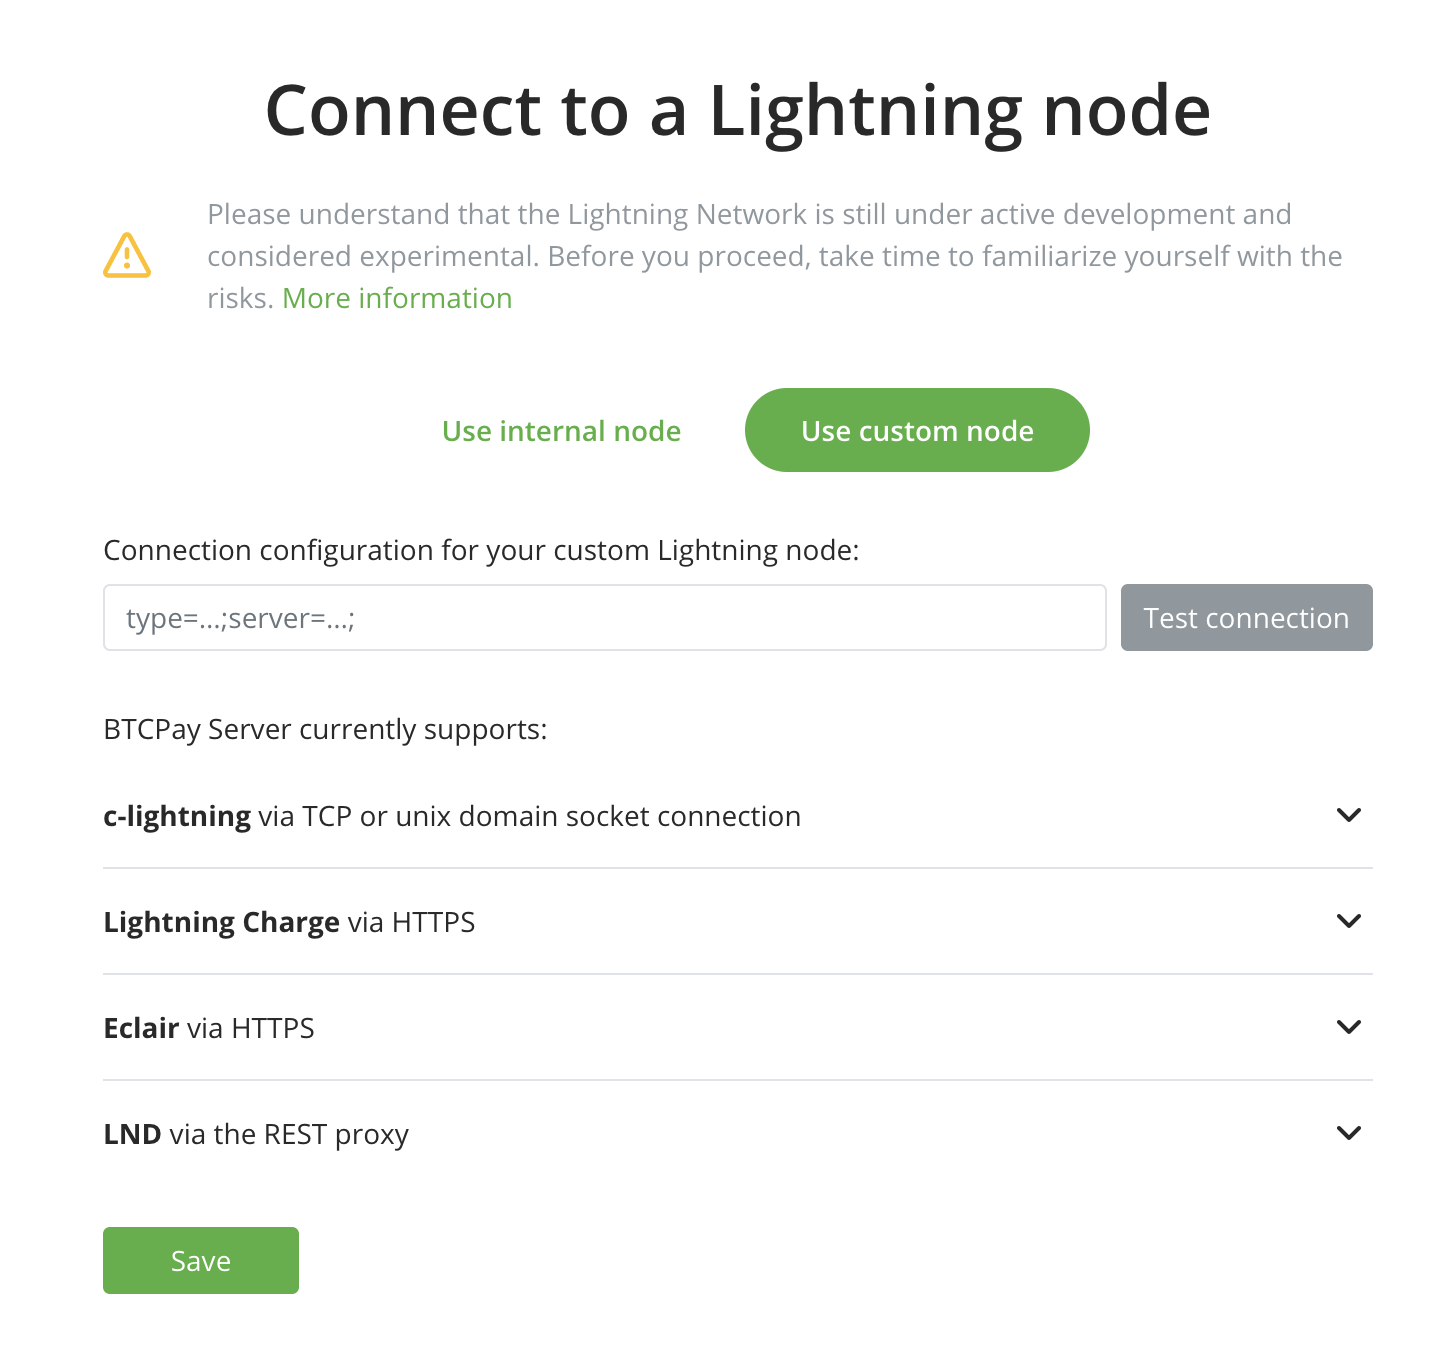 Connect to a Lightning node
Please understand that the Lightning Network is still under active development and
considered experimental. Before you proceed, take time to familiarize yourself with the
risks. More information
Use internal node
Use custom node
Connection configuration for your custom Lightning node:
type=...;server=...;
Test connection
BTCPay Server currently supports:
c-lightning via TCP or unix domain socket connection
Lightning Charge via HTTPS
Eclair via HTTPS
LND via the REST proxy
Save